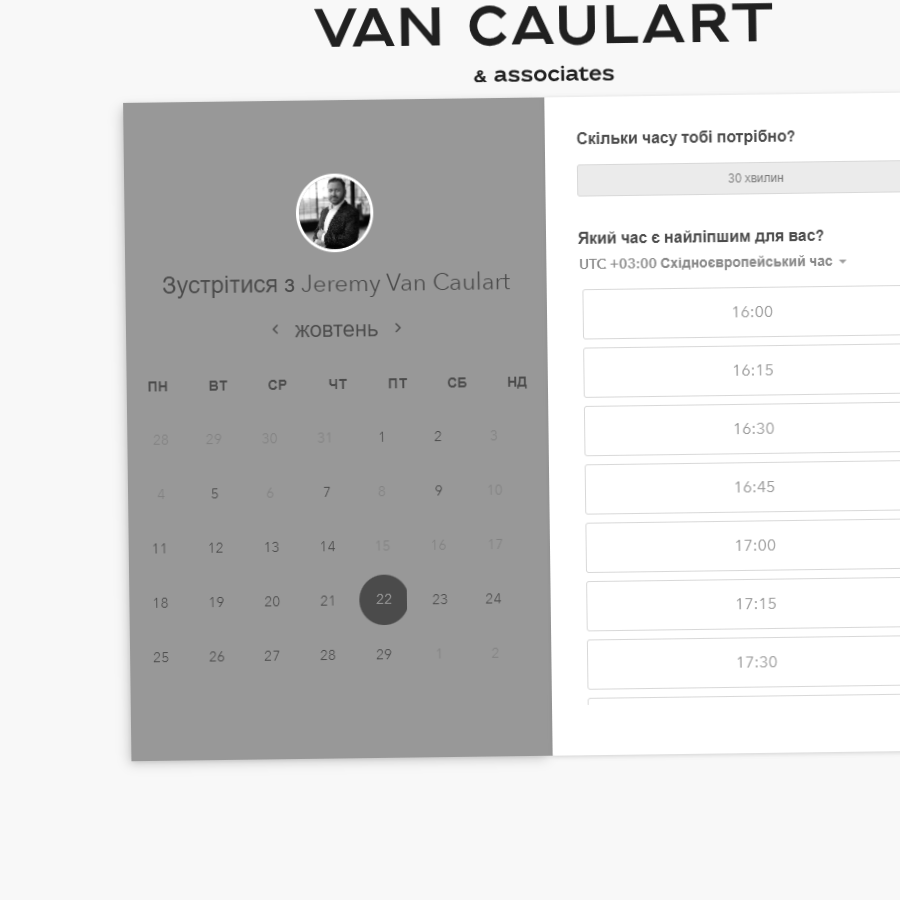 VAN CAULART
& associates
Зустрітися з Jeremy Van Caulart
‹ жовтень ›
ПН ВТ СР ЧТ ПТ СБ НД
28 29 30 31 1 2 3
4 5 6 7 8 9 10
11 12 13 14 15 16 17
18 19 20 21 22 23 24
25 26 27 28 29 1 2
Скільки часу тобі потрібно?
30 хвилин
Який час є найліпшим для вас?
UTC +03:00 Східноєвропейський час
16:00
16:15
16:30
16:45
17:00
17:15
17:30